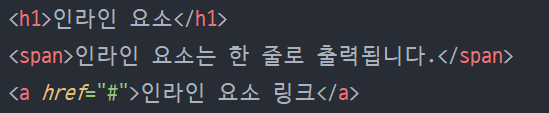 <h1>인라인 요소</h1>
<span>인라인 요소는 한 줄로 출력됩니다.</span>
<a href="#">인라인 요소 링크</a>